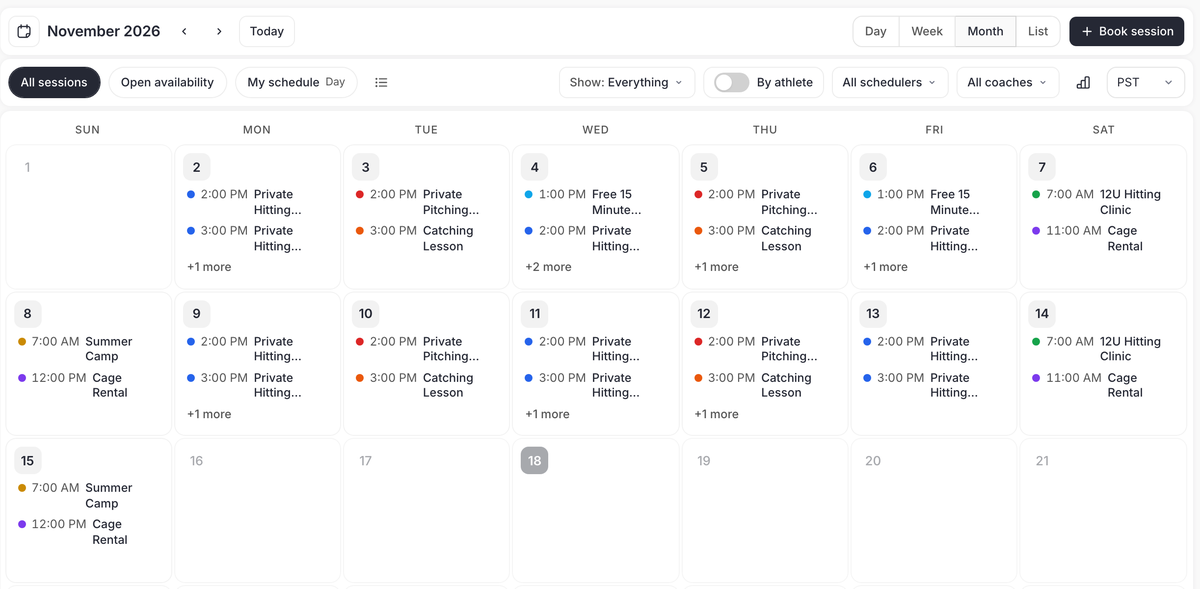 November 2026 Today Day Week Month List + Book session
All sessions Open availability My schedule Day Show: Everything By athlete All schedulers All coaches PST
SUN MON TUE WED THU FRI SAT
1
2
2:00 PM Private
Hitting...
3:00 PM Private
Hitting...
+1 more
3
2:00 PM Private
Pitching...
3:00 PM Catching
Lesson
4
1:00 PM Free 15
Minute...
2:00 PM Private
Hitting...
+2 more
5
2:00 PM Private
Pitching...
3:00 PM Catching
Lesson
+1 more
6
1:00 PM Free 15
Minute...
2:00 PM Private
Hitting...
+1 more
7
7:00 AM 12U Hitting
Clinic
11:00 AM Cage
Rental
8
7:00 AM Summer
Camp
12:00 PM Cage
Rental
9
2:00 PM Private
Hitting...
3:00 PM Private
Hitting...
+1 more
10
2:00 PM Private
Pitching...
3:00 PM Catching
Lesson
11
2:00 PM Private
Hitting...
3:00 PM Private
Hitting...
+1 more
12
2:00 PM Private
Pitching...
3:00 PM Catching
Lesson
+1 more
13
2:00 PM Private
Hitting...
3:00 PM Private
Hitting...
14
7:00 AM 12U Hitting
Clinic
11:00 AM Cage
Rental
15
7:00 AM Summer
Camp
12:00 PM Cage
Rental
16
17
18
19
20
21